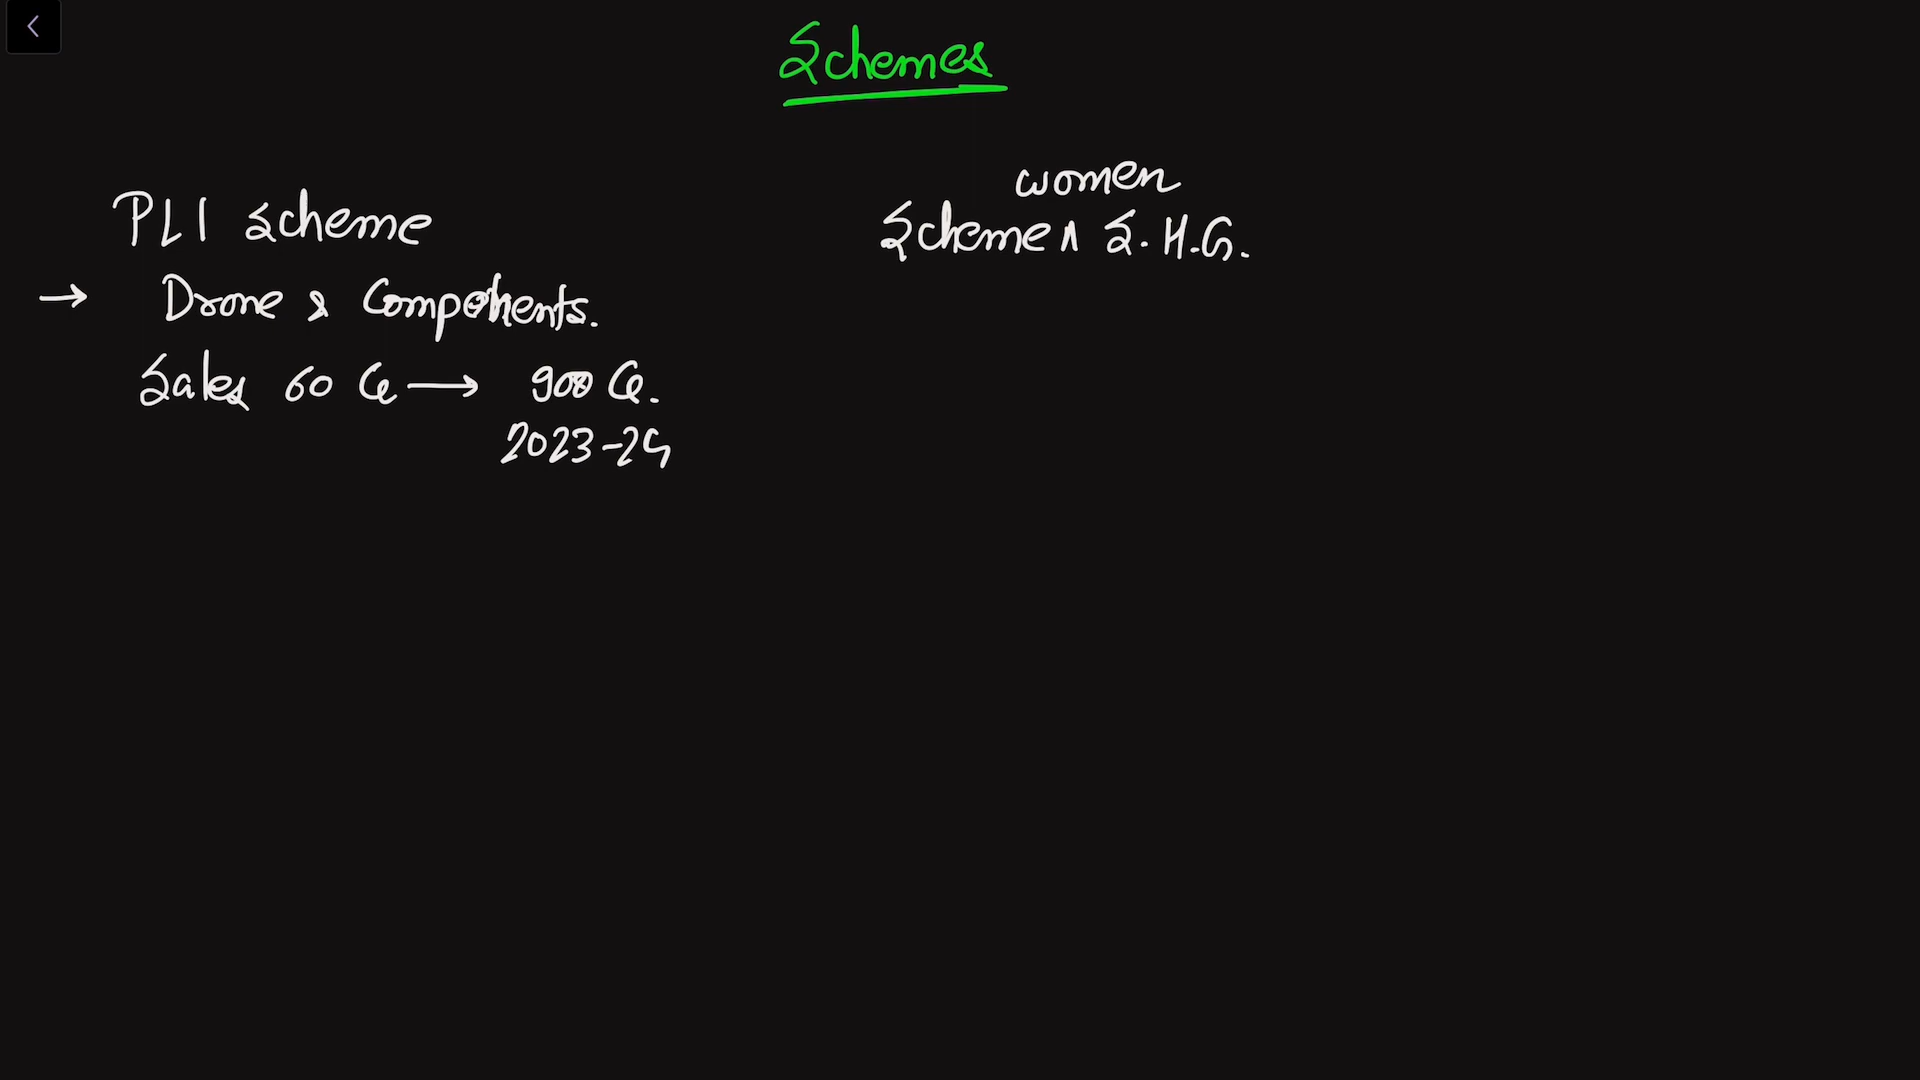 Schemes
PLI scheme
→ Drone & Components.
Sales 60 Cr → 900 Cr.
2023-24
women
Scheme ∧ S.H.G.